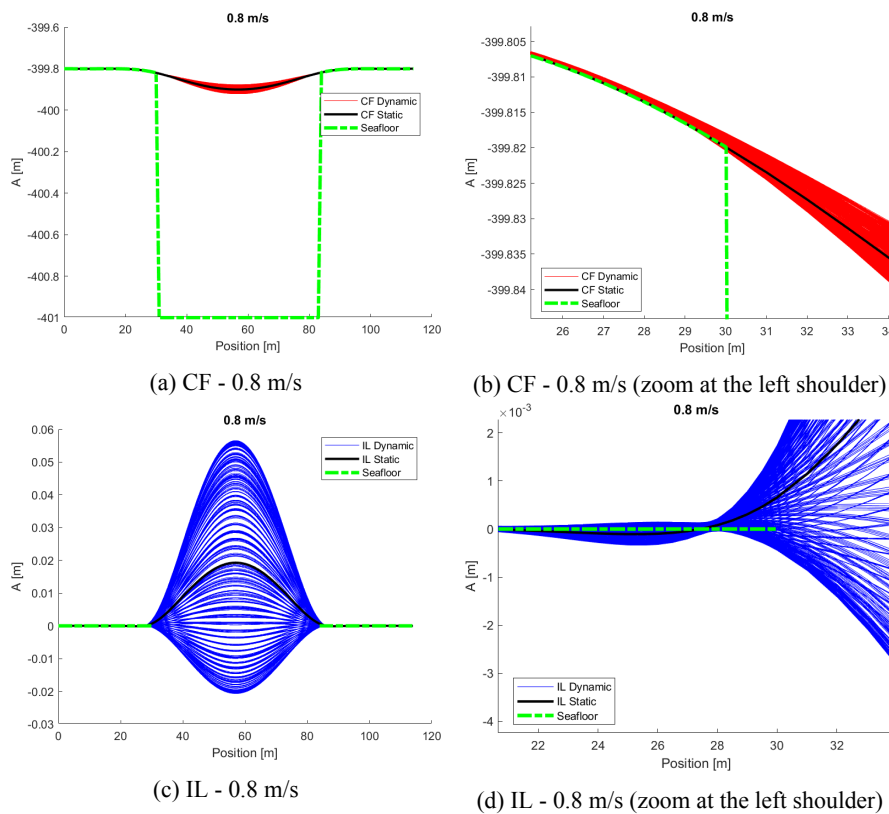 0.8 m/s
-399.6
-399.8
-400
-400.2
-400.4
-400.6
-400.8
-401
A [m]
CF Dynamic
CF Static
Seafloor
0 20 40 60 80 100 120
Position [m]
(a) CF - 0.8 m/s
0.8 m/s
-399.805
-399.81
-399.815
-399.82
-399.825
-399.83
-399.835
-399.84
A [m]
CF Dynamic
CF Static
Seafloor
26 27 28 29 30 31 32 33
Position [m]
(b) CF - 0.8 m/s (zoom at the left shoulder)
0.8 m/s
0.06
0.05
0.04
0.03
0.02
0.01
0
-0.01
-0.02
-0.03
A [m]
IL Dynamic
IL Static
Seafloor
0 20 40 60 80 100 120
Position [m]
(c) IL - 0.8 m/s
×10⁻³
0.8 m/s
2
1
0
-1
-2
-3
-4
A [m]
IL Dynamic
IL Static
Seafloor
22 24 26 28 30 32
Position [m]
(d) IL - 0.8 m/s (zoom at the left shoulder)